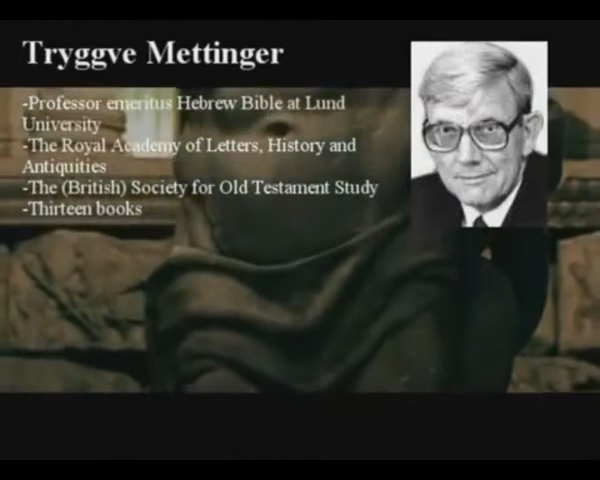 Tryggve Mettinger
-Professor emeritus Hebrew Bible at Lund
University
-The Royal Academy of Letters, History and
Antiquities
-The (British) Society for Old Testament Study
-Thirteen books